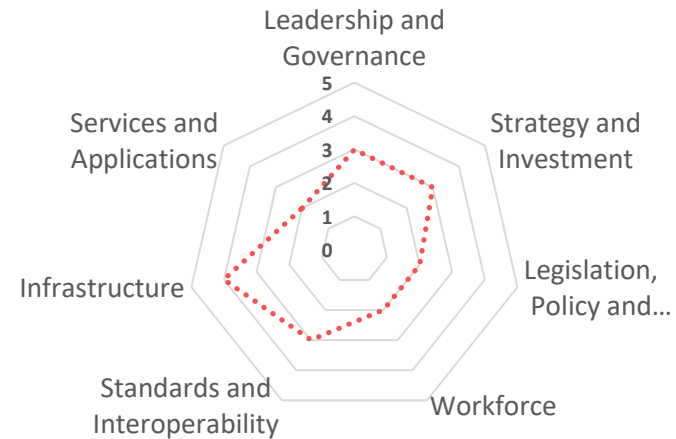 Leadership and
Governance
5
4
3
2
1
0
Strategy and
Investment
Legislation,
Policy and...
Workforce
Standards and
Interoperability
Infrastructure
Services and
Applications